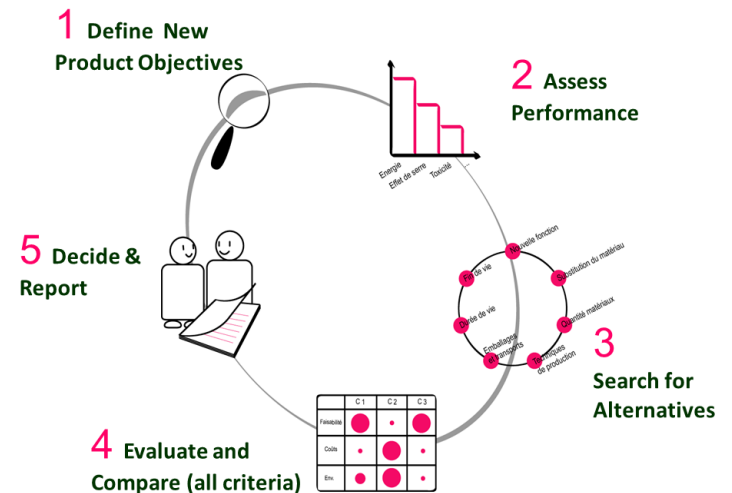 1 Define New
Product Objectives
2 Assess
Performance
Energie
Effet de serre
Toxicité
...
Nouvelle fonction
Substitution du matériau
Quantité matériaux
Techniques
de production
Emballages
et transports
Durée de vie
Fin de vie
3
Search for
Alternatives
C 1 C 2 C 3
Faisabilité
Coûts
Env
4 Evaluate and
Compare (all criteria)
5 Decide &
Report